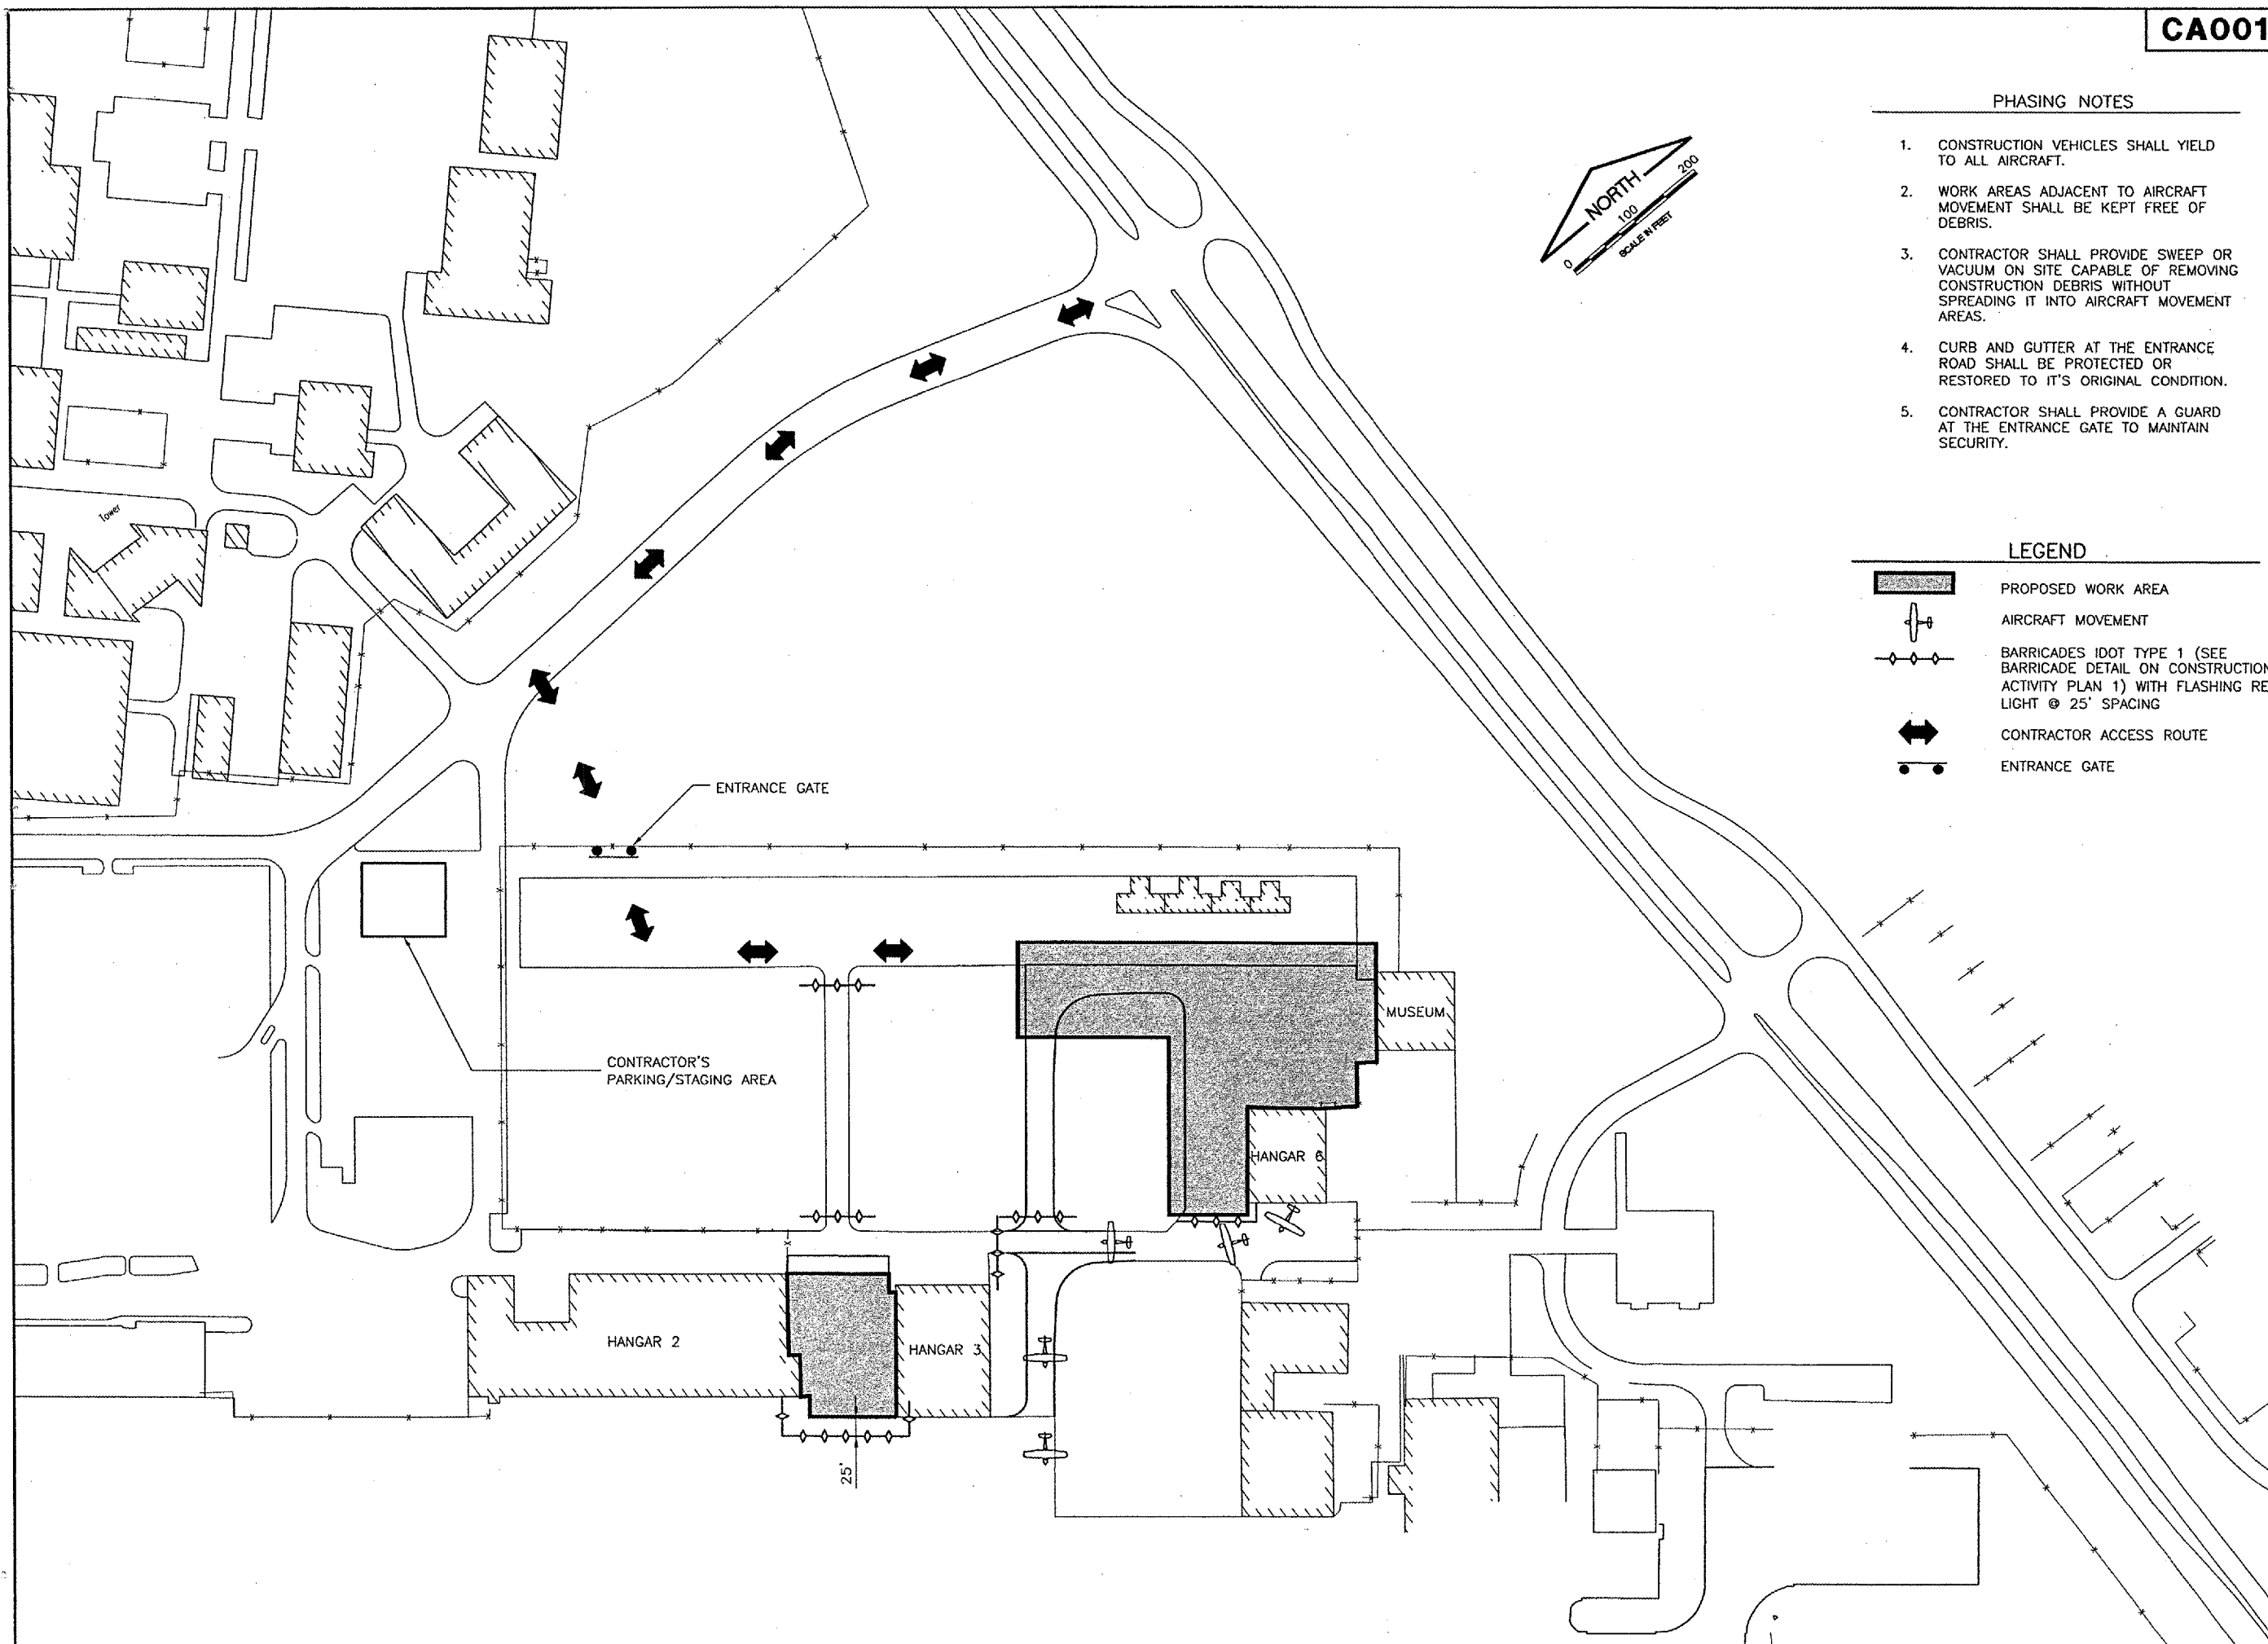 CA001
PHASING NOTES
1. CONSTRUCTION VEHICLES SHALL YIELD
TO ALL AIRCRAFT.
2. WORK AREAS ADJACENT TO AIRCRAFT
MOVEMENT SHALL BE KEPT FREE OF
DEBRIS.
3. CONTRACTOR SHALL PROVIDE SWEEP OR
VACUUM ON SITE CAPABLE OF REMOVING
CONSTRUCTION DEBRIS WITHOUT
SPREADING IT INTO AIRCRAFT MOVEMENT
AREAS.
4. CURB AND GUTTER AT THE ENTRANCE
ROAD SHALL BE PROTECTED OR
RESTORED TO IT'S ORIGINAL CONDITION.
5. CONTRACTOR SHALL PROVIDE A GUARD
AT THE ENTRANCE GATE TO MAINTAIN
SECURITY.
NORTH
0 100 200
SCALE IN FEET
LEGEND
PROPOSED WORK AREA
AIRCRAFT MOVEMENT
BARRICADES IDOT TYPE 1 (SEE
BARRICADE DETAIL ON CONSTRUCTION
ACTIVITY PLAN 1) WITH FLASHING RE
LIGHT @ 25' SPACING
CONTRACTOR ACCESS ROUTE
ENTRANCE GATE
Tower
ENTRANCE GATE
CONTRACTOR'S
PARKING/STAGING AREA
MUSEUM
HANGAR 6
HANGAR 2
HANGAR 3
25'